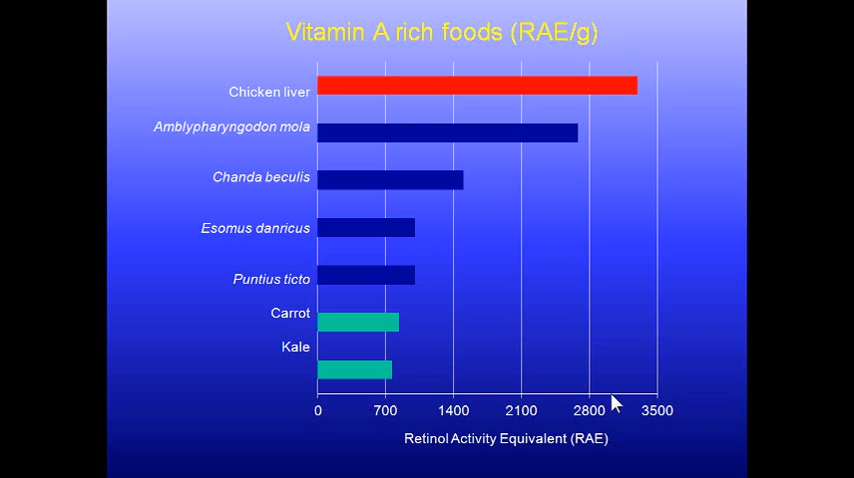 Vitamin A rich foods (RAE/g)
Chicken liver
Amblypharyngodon mola
Chanda beculis
Esomus danricus
Puntius ticto
Carrot
Kale
0 700 1400 2100 2800 3500
Retinol Activity Equivalent (RAE)